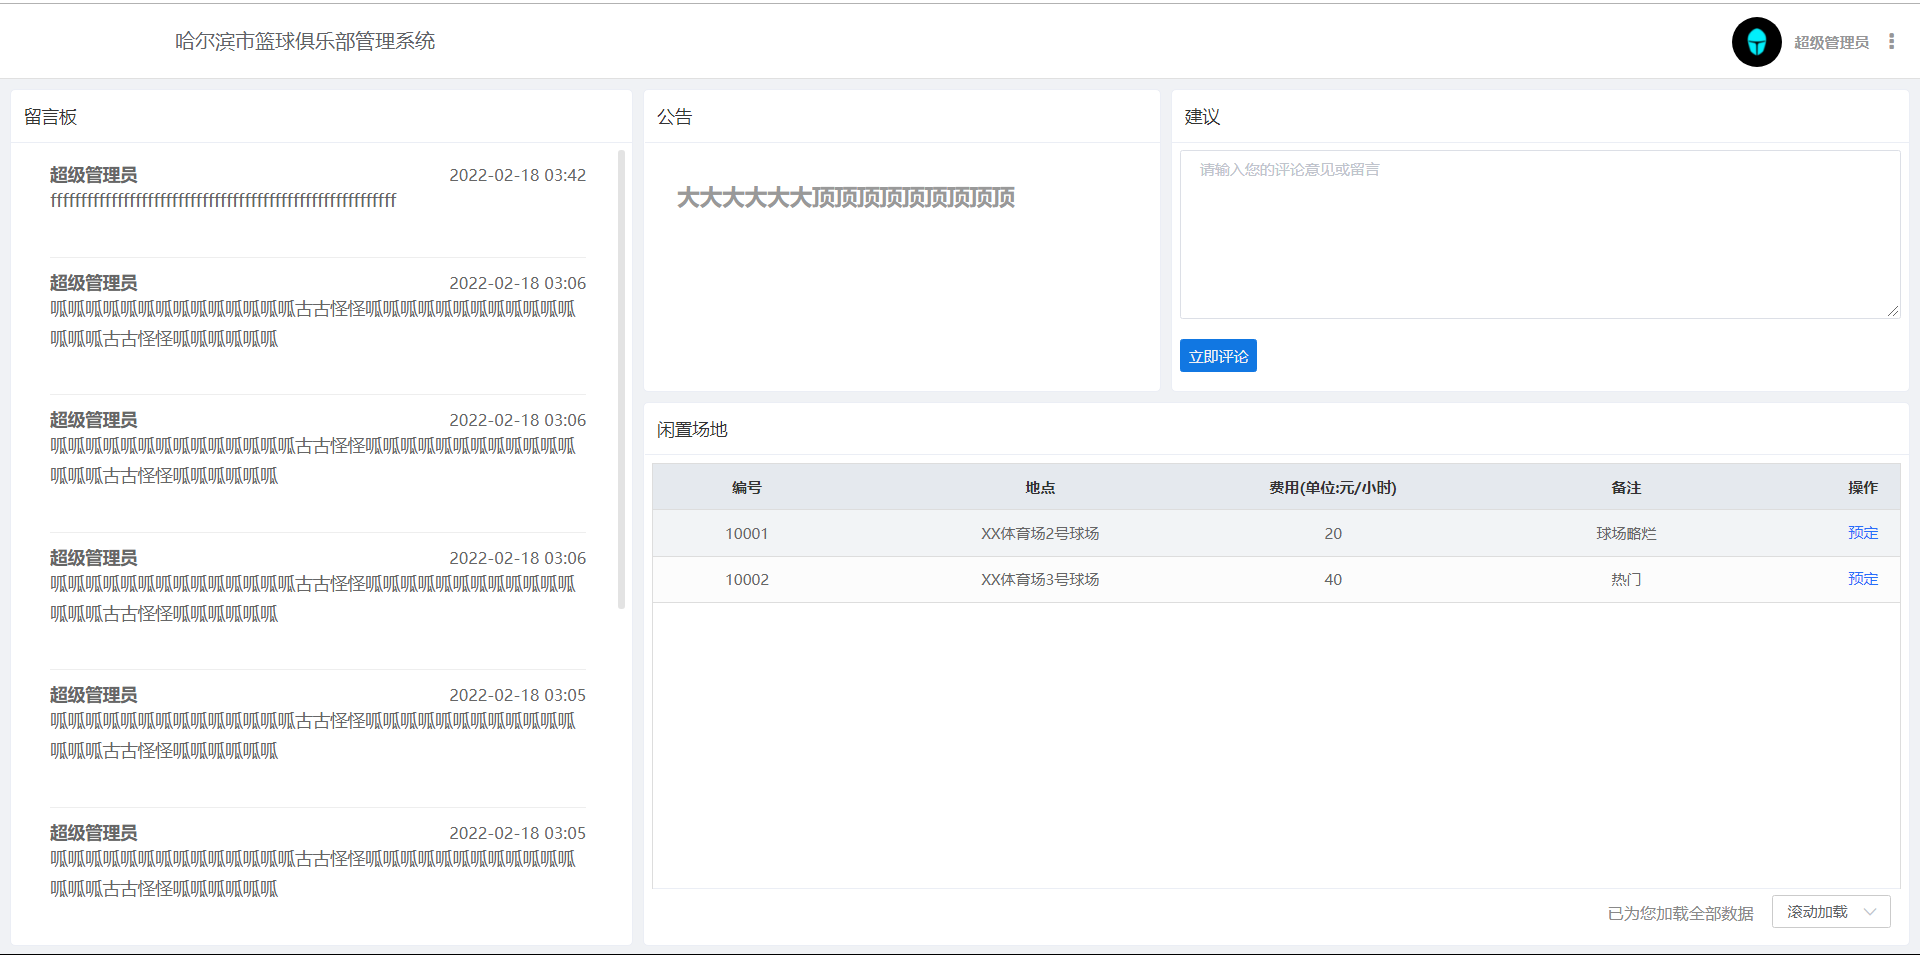 哈尔滨市篮球俱乐部管理系统
超级管理员
留言板
超级管理员 2022-02-18 03:42
fffffffffffffffffffffffffffffffffffffffffffffffffffffffff
超级管理员 2022-02-18 03:06
呱呱呱呱呱呱呱呱呱呱呱呱呱呱古古怪怪呱呱呱呱呱呱呱呱呱呱呱呱
呱呱呱古古怪怪呱呱呱呱呱呱
超级管理员 2022-02-18 03:06
呱呱呱呱呱呱呱呱呱呱呱呱呱呱古古怪怪呱呱呱呱呱呱呱呱呱呱呱呱
呱呱呱古古怪怪呱呱呱呱呱呱
超级管理员 2022-02-18 03:06
呱呱呱呱呱呱呱呱呱呱呱呱呱呱古古怪怪呱呱呱呱呱呱呱呱呱呱呱呱
呱呱呱古古怪怪呱呱呱呱呱呱
超级管理员 2022-02-18 03:05
呱呱呱呱呱呱呱呱呱呱呱呱呱呱古古怪怪呱呱呱呱呱呱呱呱呱呱呱呱
呱呱呱古古怪怪呱呱呱呱呱呱
超级管理员 2022-02-18 03:05
呱呱呱呱呱呱呱呱呱呱呱呱呱呱古古怪怪呱呱呱呱呱呱呱呱呱呱呱呱
呱呱呱古古怪怪呱呱呱呱呱呱
公告
大大大大大大顶顶顶顶顶顶顶顶顶
建议
请输入您的评论意见或留言
立即评论
闲置场地
编号 地点 费用(单位:元/小时) 备注 操作
10001 XX体育场2号球场 20 球场略烂 预定
10002 XX体育场3号球场 40 热门 预定
已为您加载全部数据 滚动加载